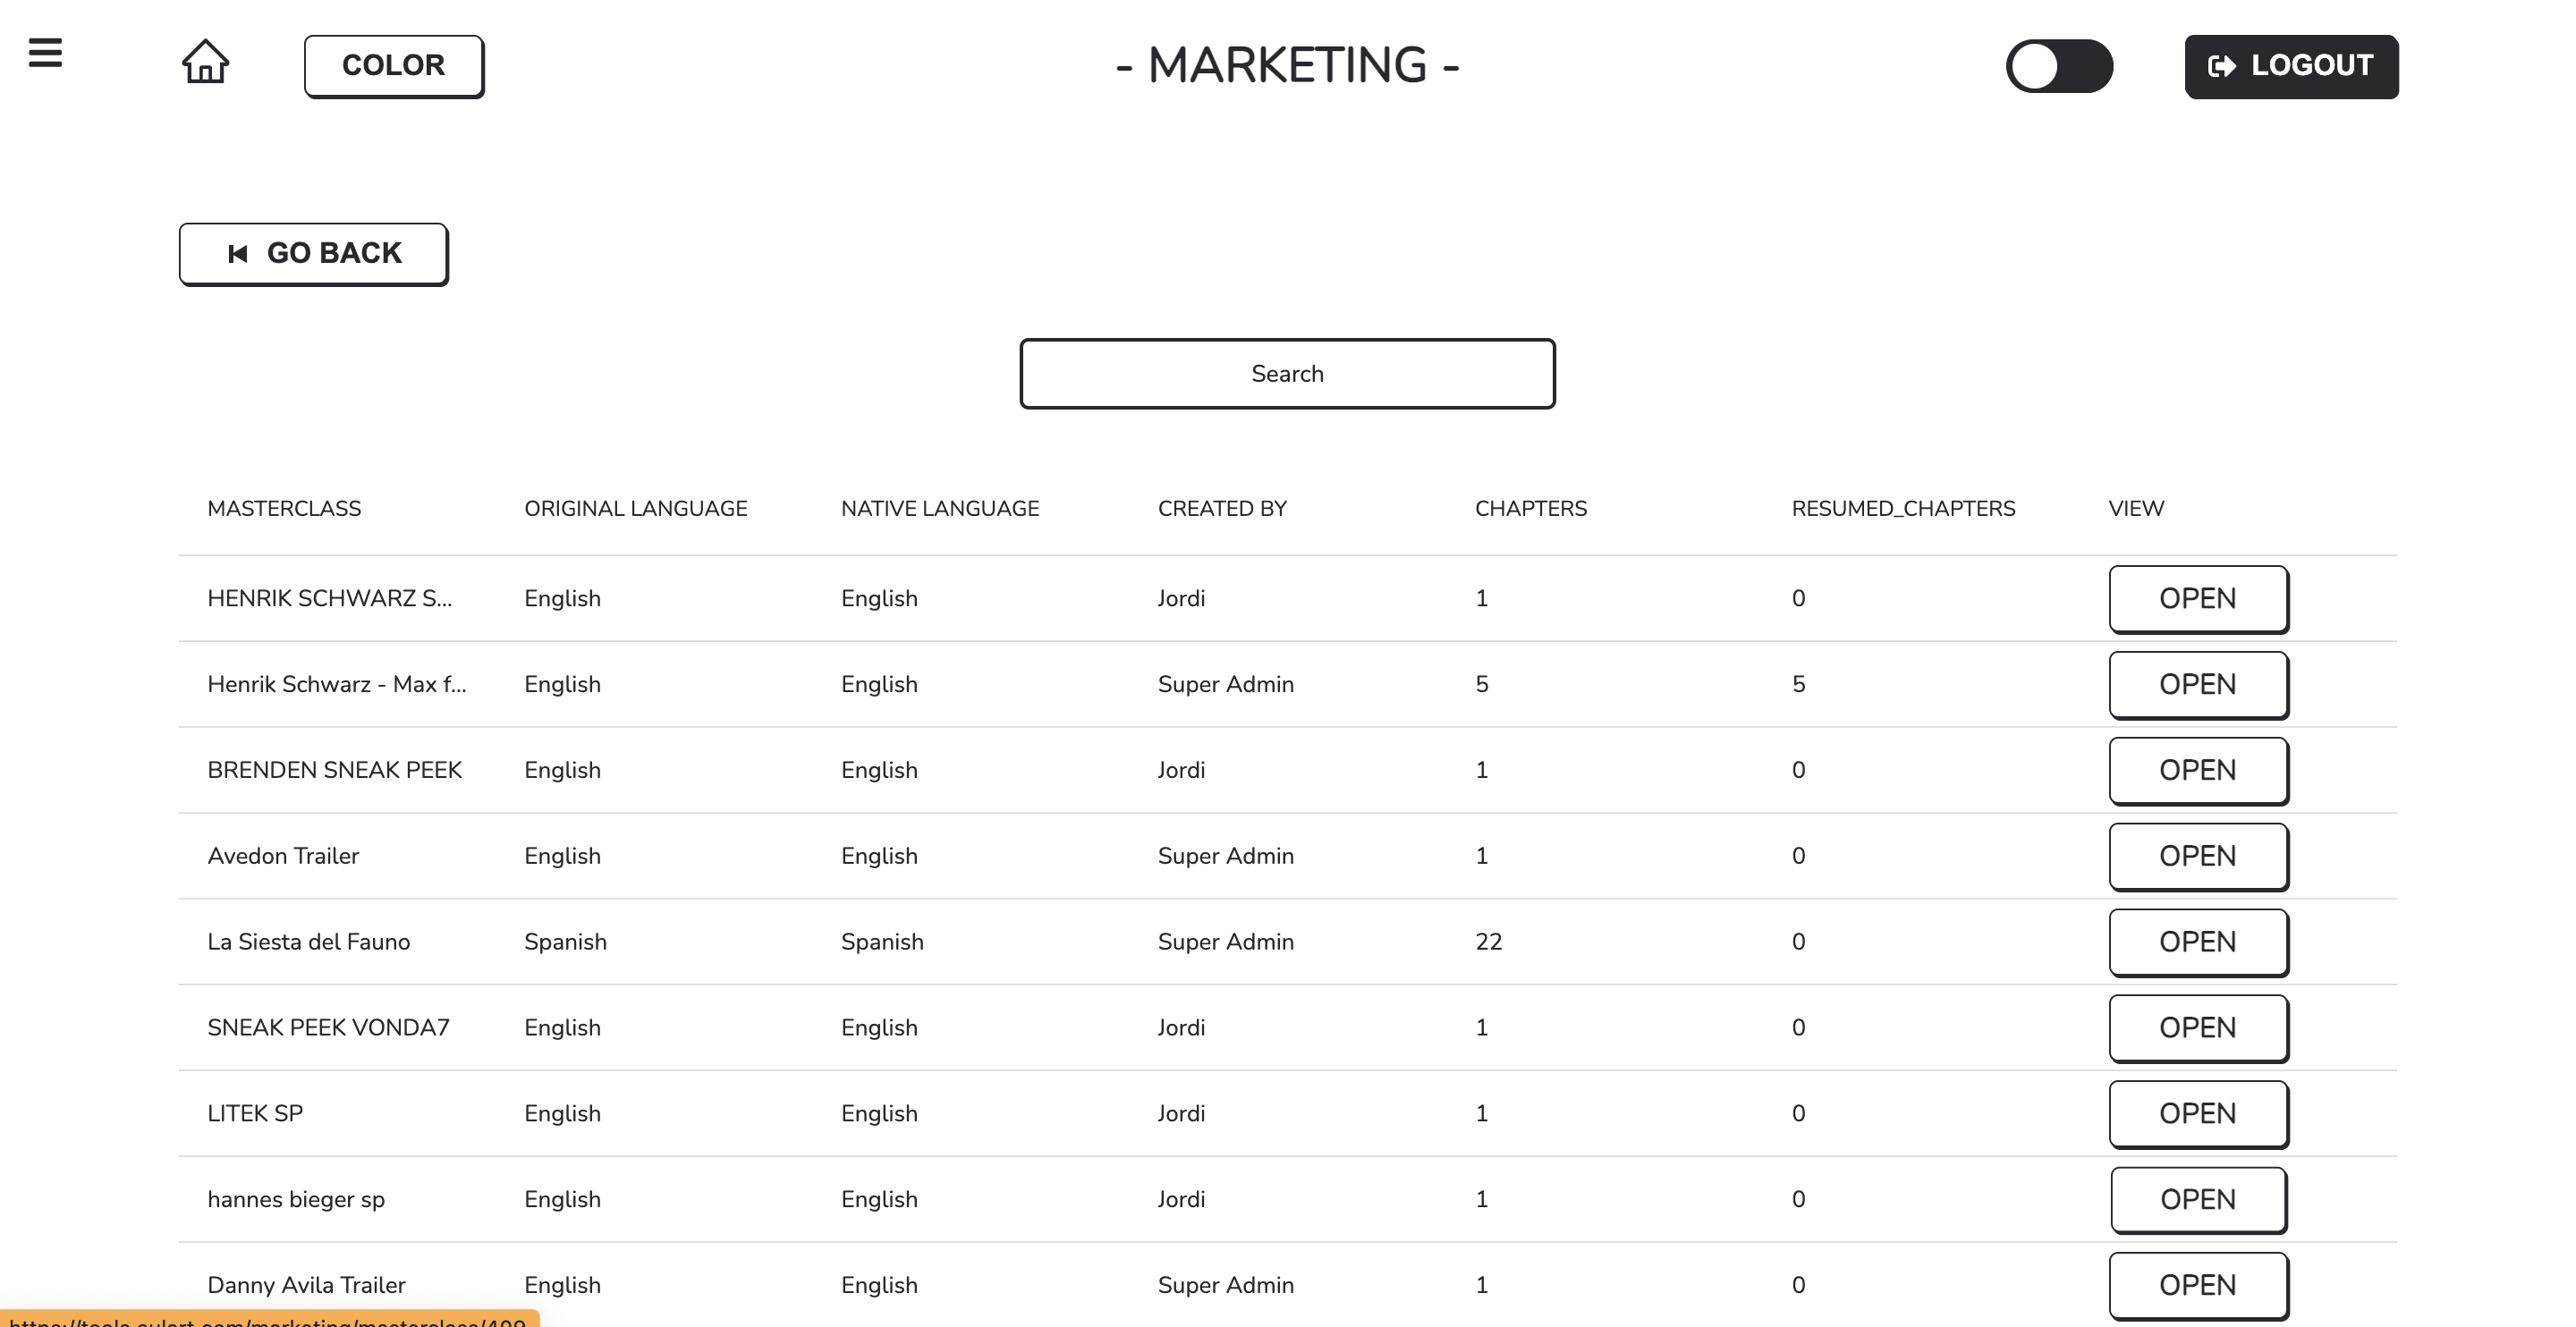 COLOR
- MARKETING -
LOGOUT
GO BACK
Search
MASTERCLASS ORIGINAL LANGUAGE NATIVE LANGUAGE CREATED BY CHAPTERS RESUMED_CHAPTERS VIEW
HENRIK SCHWARZ S... English English Jordi 1 0 OPEN
Henrik Schwarz - Max f... English English Super Admin 5 5 OPEN
BRENDEN SNEAK PEEK English English Jordi 1 0 OPEN
Avedon Trailer English English Super Admin 1 0 OPEN
La Siesta del Fauno Spanish Spanish Super Admin 22 0 OPEN
SNEAK PEEK VONDA7 English English Jordi 1 0 OPEN
LITEK SP English English Jordi 1 0 OPEN
hannes bieger sp English English Jordi 1 0 OPEN
Danny Avila Trailer English English Super Admin 1 0 OPEN